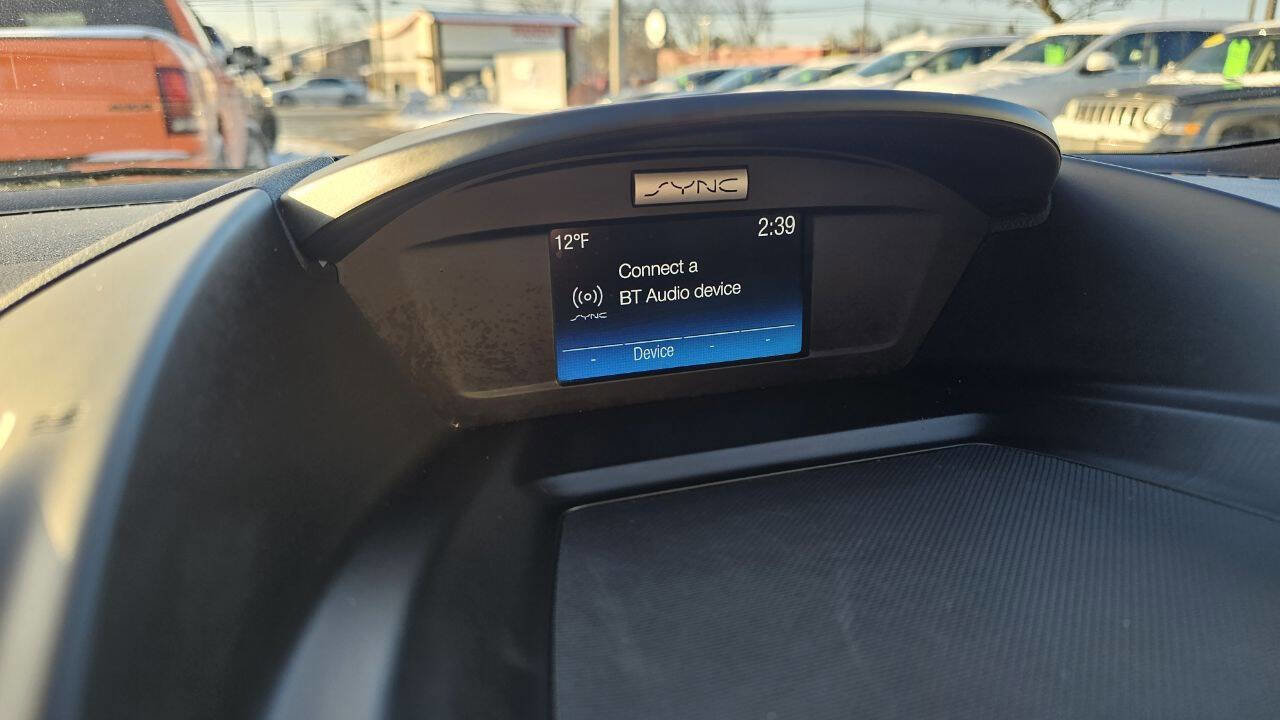 SYNC
12°F 2:39
Connect a
BT Audio device
SYNC
- Device - -